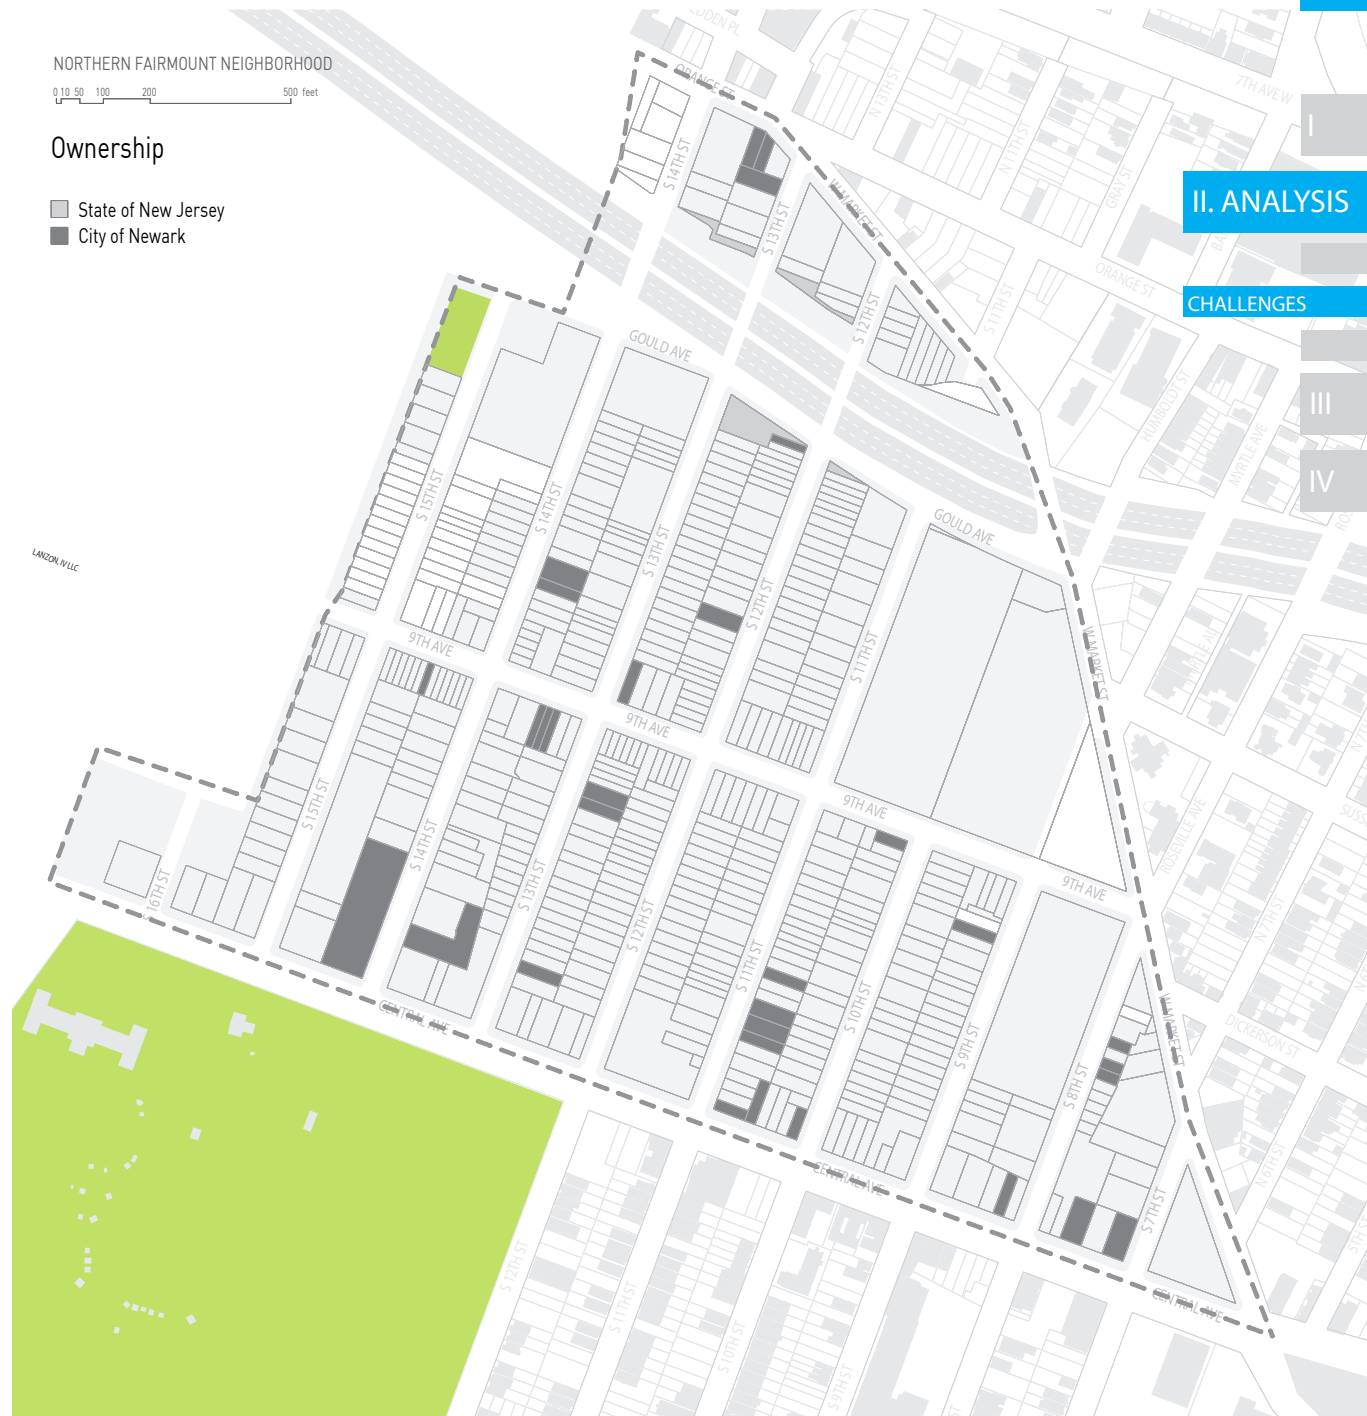 NORTHERN FAIRMOUNT NEIGHBORHOOD
0 10 50 100 200 500 feet
Ownership
State of New Jersey
City of Newark
I
II. ANALYSIS
CHALLENGES
III
IV
LANZON, IV LLC
ORANGE ST
N 13TH ST
7TH AVE W
N 11TH ST
GRAY ST
S 14TH ST
W MARKET ST
S 13TH ST
ORANGE ST
S 12TH ST
S 11TH ST
GOULD AVE
HUMBOLDT ST
MYRTLE AVE
S 15TH ST
S 14TH ST
S 13TH ST
GOULD AVE
S 12TH ST
S 11TH ST
9TH AVE
W MARKET ST
9TH AVE
S 15TH ST
9TH AVE
S 14TH ST
ROSEVILLE AVE
S 13TH ST
9TH AVE
S 16TH ST
S 12TH ST
N 7TH ST
S 11TH ST
S 10TH ST
CENTRAL AVE
S 9TH ST
W MARKET ST
DICKERSON ST
S 8TH ST
CENTRAL AVE
N 6TH ST
S 7TH ST
S 12TH ST
S 11TH ST
S 10TH ST
S 9TH ST
CENTRAL AVE